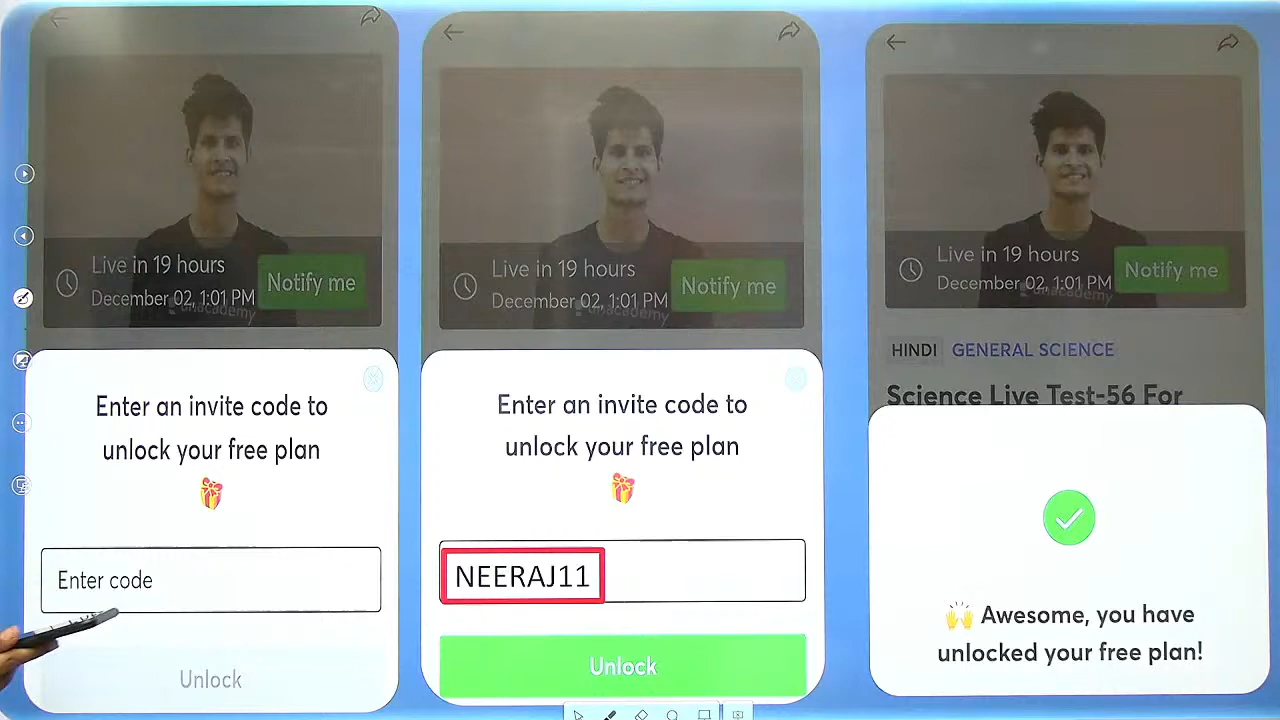 Live in 19 hours
December 02, 1:01 PM
Notify me
unacademy
Enter an invite code to
unlock your free plan
Enter code
Unlock
Live in 19 hours
December 02, 1:01 PM
Notify me
unacademy
Enter an invite code to
unlock your free plan
NEERAJ11
Unlock
Live in 19 hours
December 02, 1:01 PM
Notify me
unacademy
HINDI GENERAL SCIENCE
Science Live Test-56 For
Awesome, you have
unlocked your free plan!